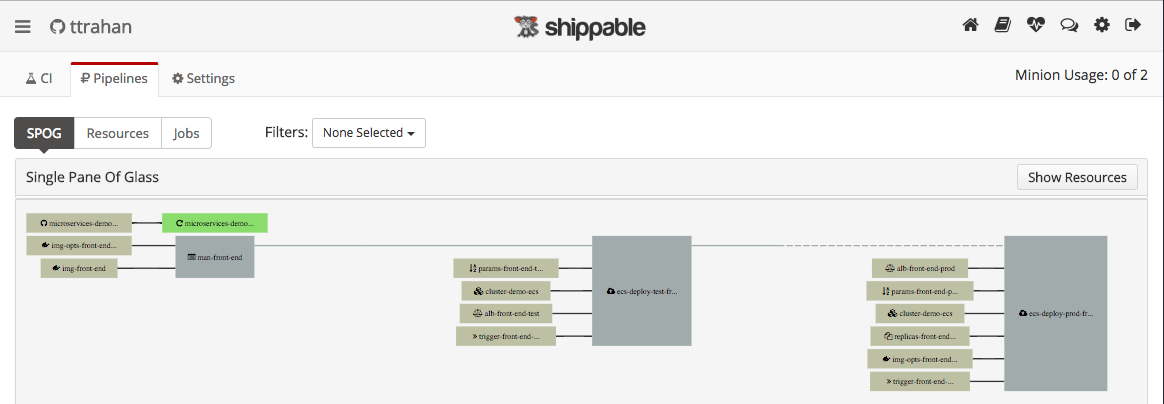 ttrahan
shippable
CI
Pipelines
Settings
Minion Usage: 0 of 2
SPOG
Resources
Jobs
Filters:
None Selected
Single Pane Of Glass
Show Resources
microservices-demo...
microservices-demo...
img-opts-front-end...
man-front-end
img-front-end
params-front-end-t...
cluster-demo-ecs
alb-front-end-test
trigger-front-end-...
ecs-deploy-test-fr...
alb-front-end-prod
params-front-end-p...
cluster-demo-ecs
replicas-front-end...
img-opts-front-end...
trigger-front-end-...
ecs-deploy-prod-fr...